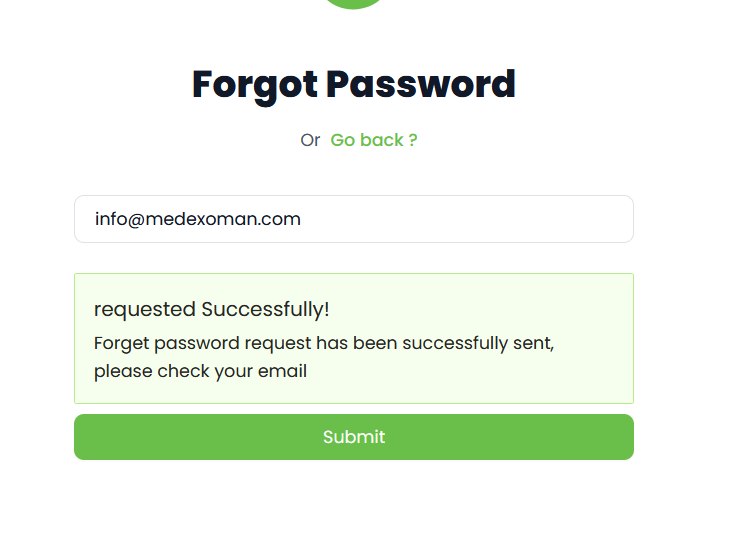 Forgot Password
Or Go back ?
info@medexoman.com
requested Successfully!
Forget password request has been successfully sent,
please check your email
Submit